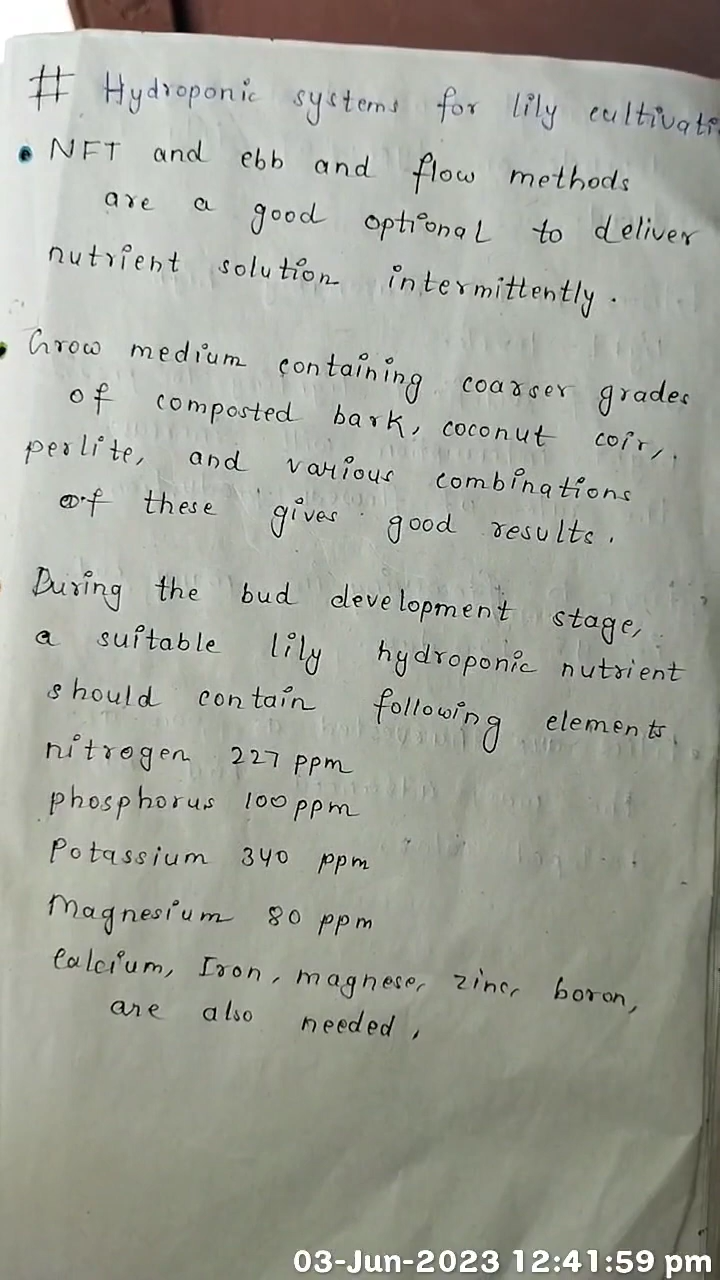 # Hydroponic systems for lily cultivati
• NFT and ebb and flow methods
are a good optional to deliver
nutrient solution intermittently.
• Grow medium containing coarser grades
of composted bark, coconut coir,
perlite, and various combinations
of these gives good results.
During the bud development stage,
a suitable lily hydroponic nutrient
should contain following elements
nitrogen 227 ppm
phosphorus 100 ppm
Potassium 340 ppm
Magnesium 80 ppm
Calcium, Iron, magnese, zinc, boron,
are also needed,
03-Jun-2023 12:41:59 pm